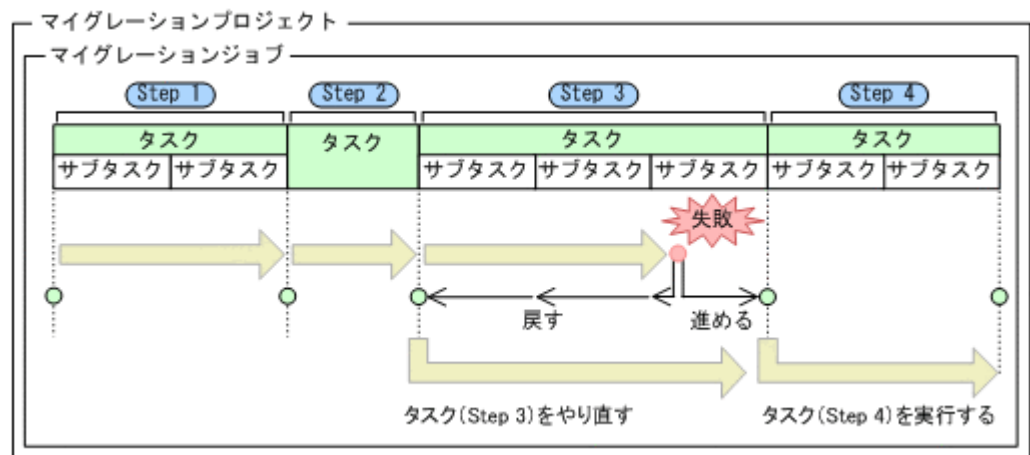 マイグレーションプロジェクト
マイグレーションジョブ
Step 1 Step 2 Step 3 Step 4
タスク タスク タスク タスク
サブタスク サブタスク サブタスク サブタスク サブタスク サブタスク サブタスク
失敗
戻す 進める
タスク(Step 3)をやり直す タスク(Step 4)を実行する